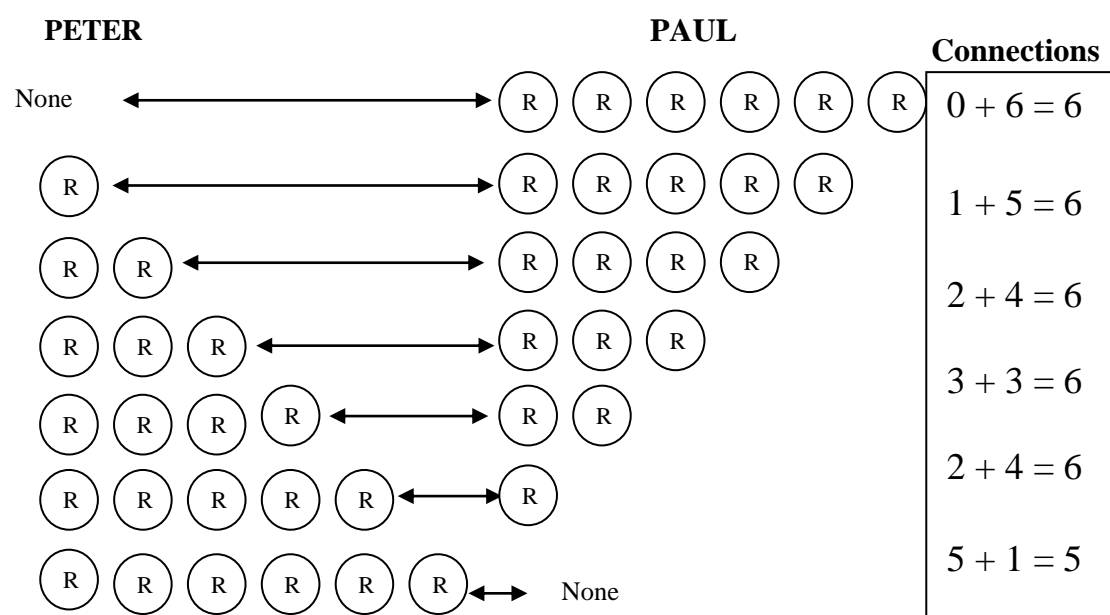 PETER PAUL Connections
None R R R R R R 0 + 6 = 6
R R R R R R 1 + 5 = 6
R R R R R R 2 + 4 = 6
R R R R R R 3 + 3 = 6
R R R R R R 2 + 4 = 6
R R R R R R 5 + 1 = 5
R R R R R R None